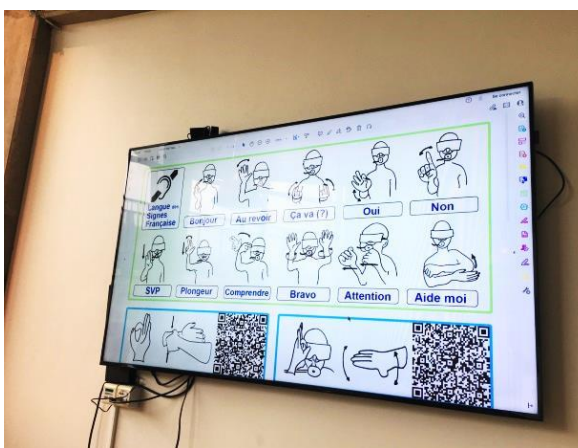 Langue des
Signes
Française
Bonjour
Au revoir
Ça va (?)
Oui
Non
SVP
Plongeur
Comprendre
Bravo
Attention
Aide moi